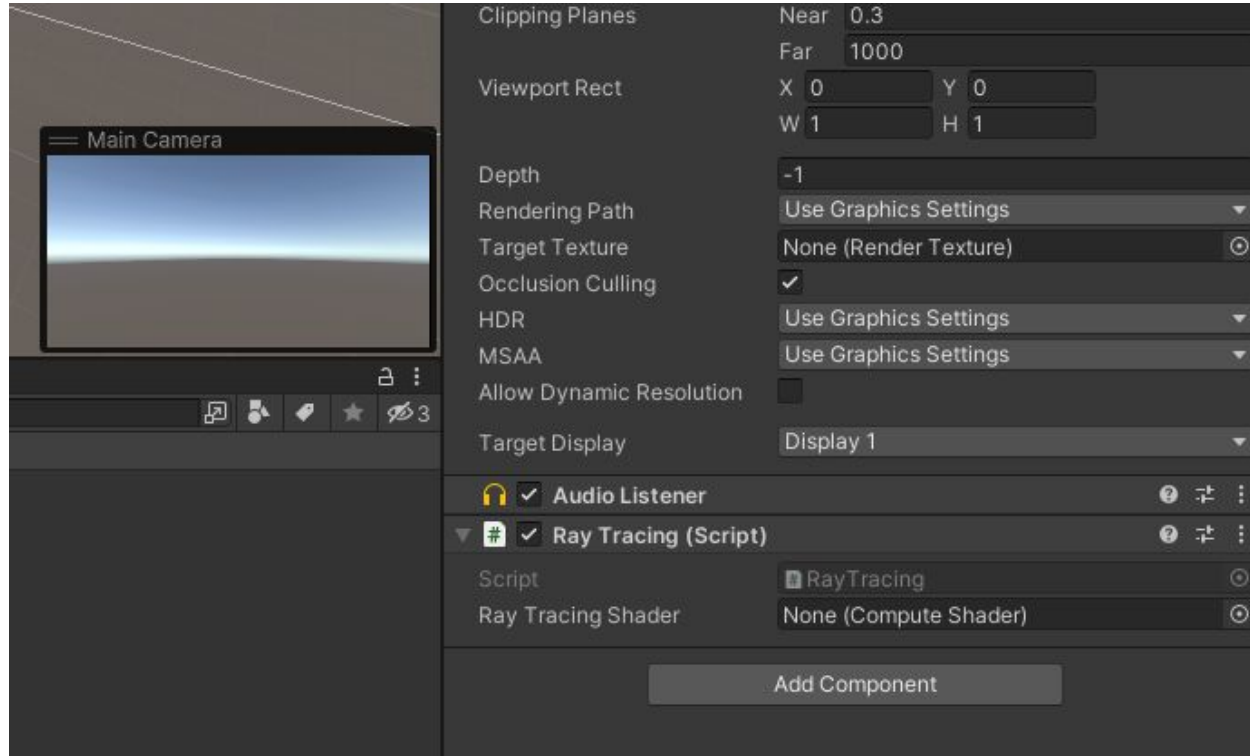 Main Camera
3
Clipping Planes Near 0.3
Far 1000
Viewport Rect X 0 Y 0
W 1 H 1
Depth -1
Rendering Path Use Graphics Settings
Target Texture None (Render Texture)
Occlusion Culling
HDR Use Graphics Settings
MSAA Use Graphics Settings
Allow Dynamic Resolution
Target Display Display 1
Audio Listener
# Ray Tracing (Script)
Script # RayTracing
Ray Tracing Shader None (Compute Shader)
Add Component